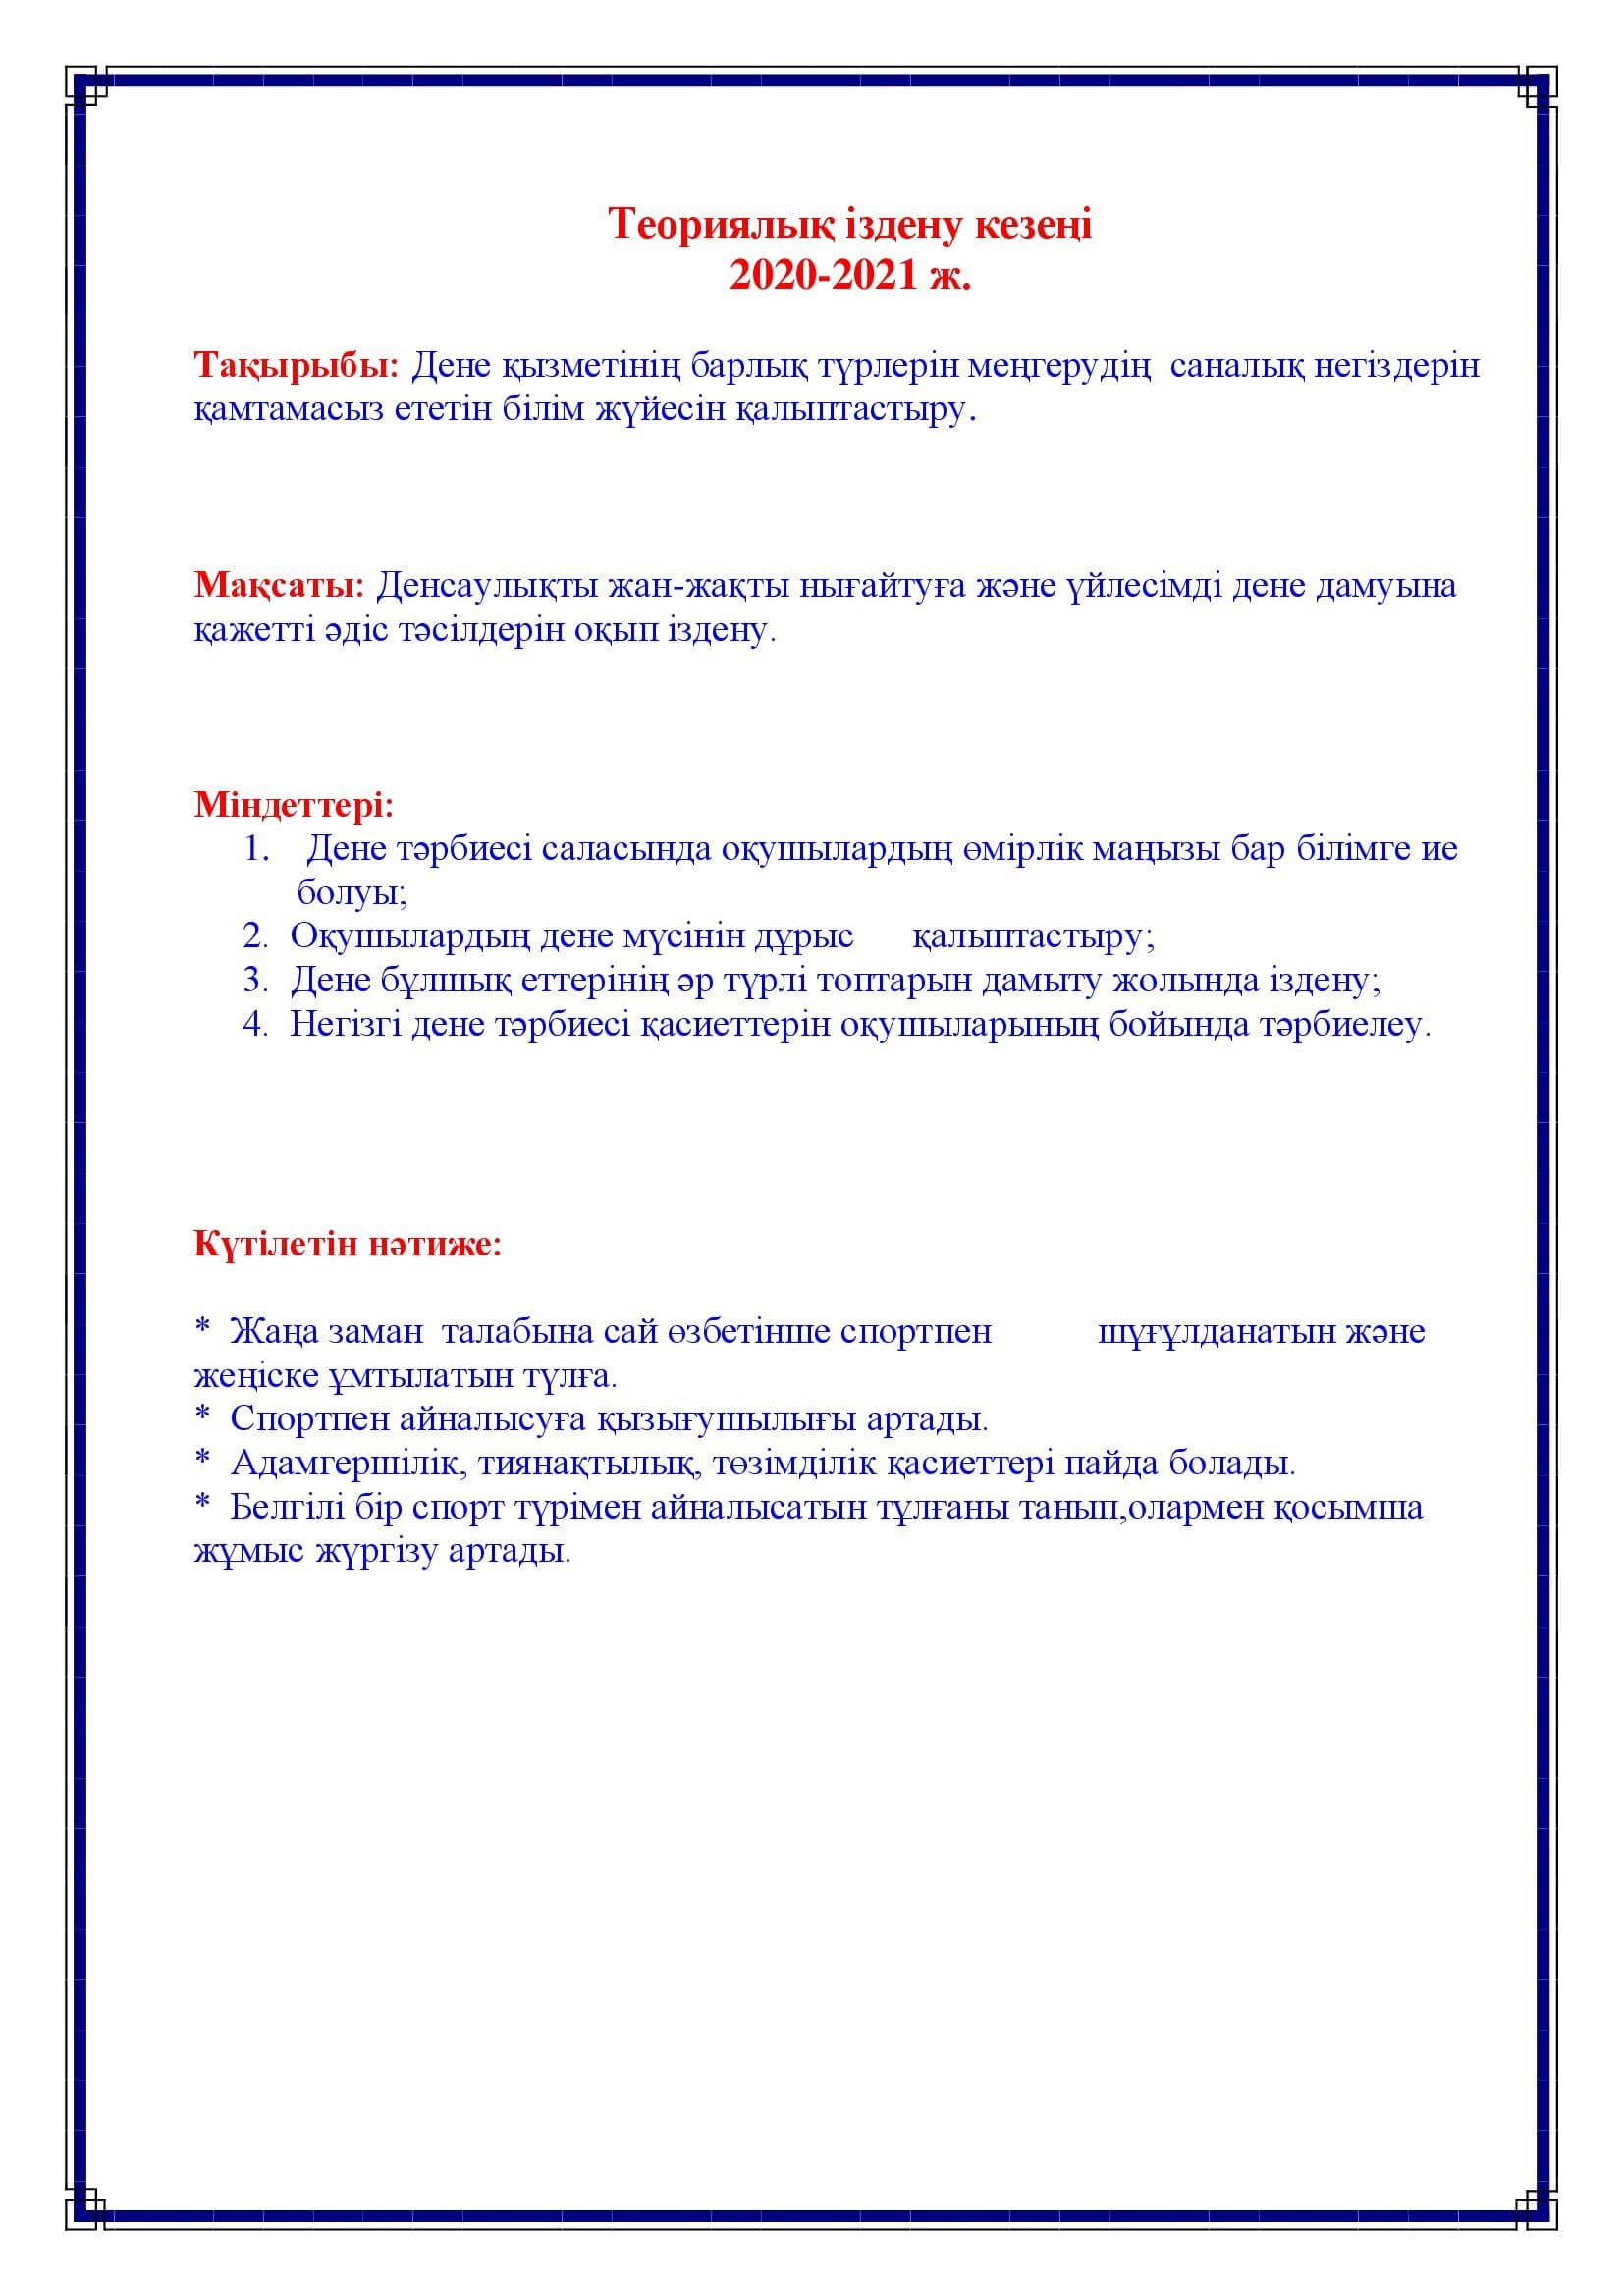 Теориялық іздену кезеңі
2020-2021 ж.
Тақырыбы: Дене қызметінің барлық түрлерін меңгерудің саналық негіздерін
қамтамасыз ететін білім жүйесін қалыптастыру.
Мақсаты: Денсаулықты жан-жақты нығайтуға және үйлесімді дене дамуына
қажетті әдіс тәсілдерін оқып іздену.
Міндеттері:
1. Дене тәрбиесі саласында оқушылардың өмірлік маңызы бар білімге ие
болуы;
2. Оқушылардың дене мүсінін дұрыс қалыптастыру;
3. Дене бұлшық еттерінің әр түрлі топтарын дамыту жолында іздену;
4. Негізгі дене тәрбиесі қасиеттерін оқушыларының бойында тәрбиелеу.
Күтілетін нәтиже:
* Жаңа заман талабына сай өзбетінше спортпен шұғұлданатын және
жеңіске ұмтылатын түлға.
* Спортпен айналысуға қызығушылығы артады.
* Адамгершілік, тиянақтылық, төзімділік қасиеттері пайда болады.
* Белгілі бір спорт түрімен айналысатын тұлғаны танып,олармен қосымша
жұмыс жүргізу артады.